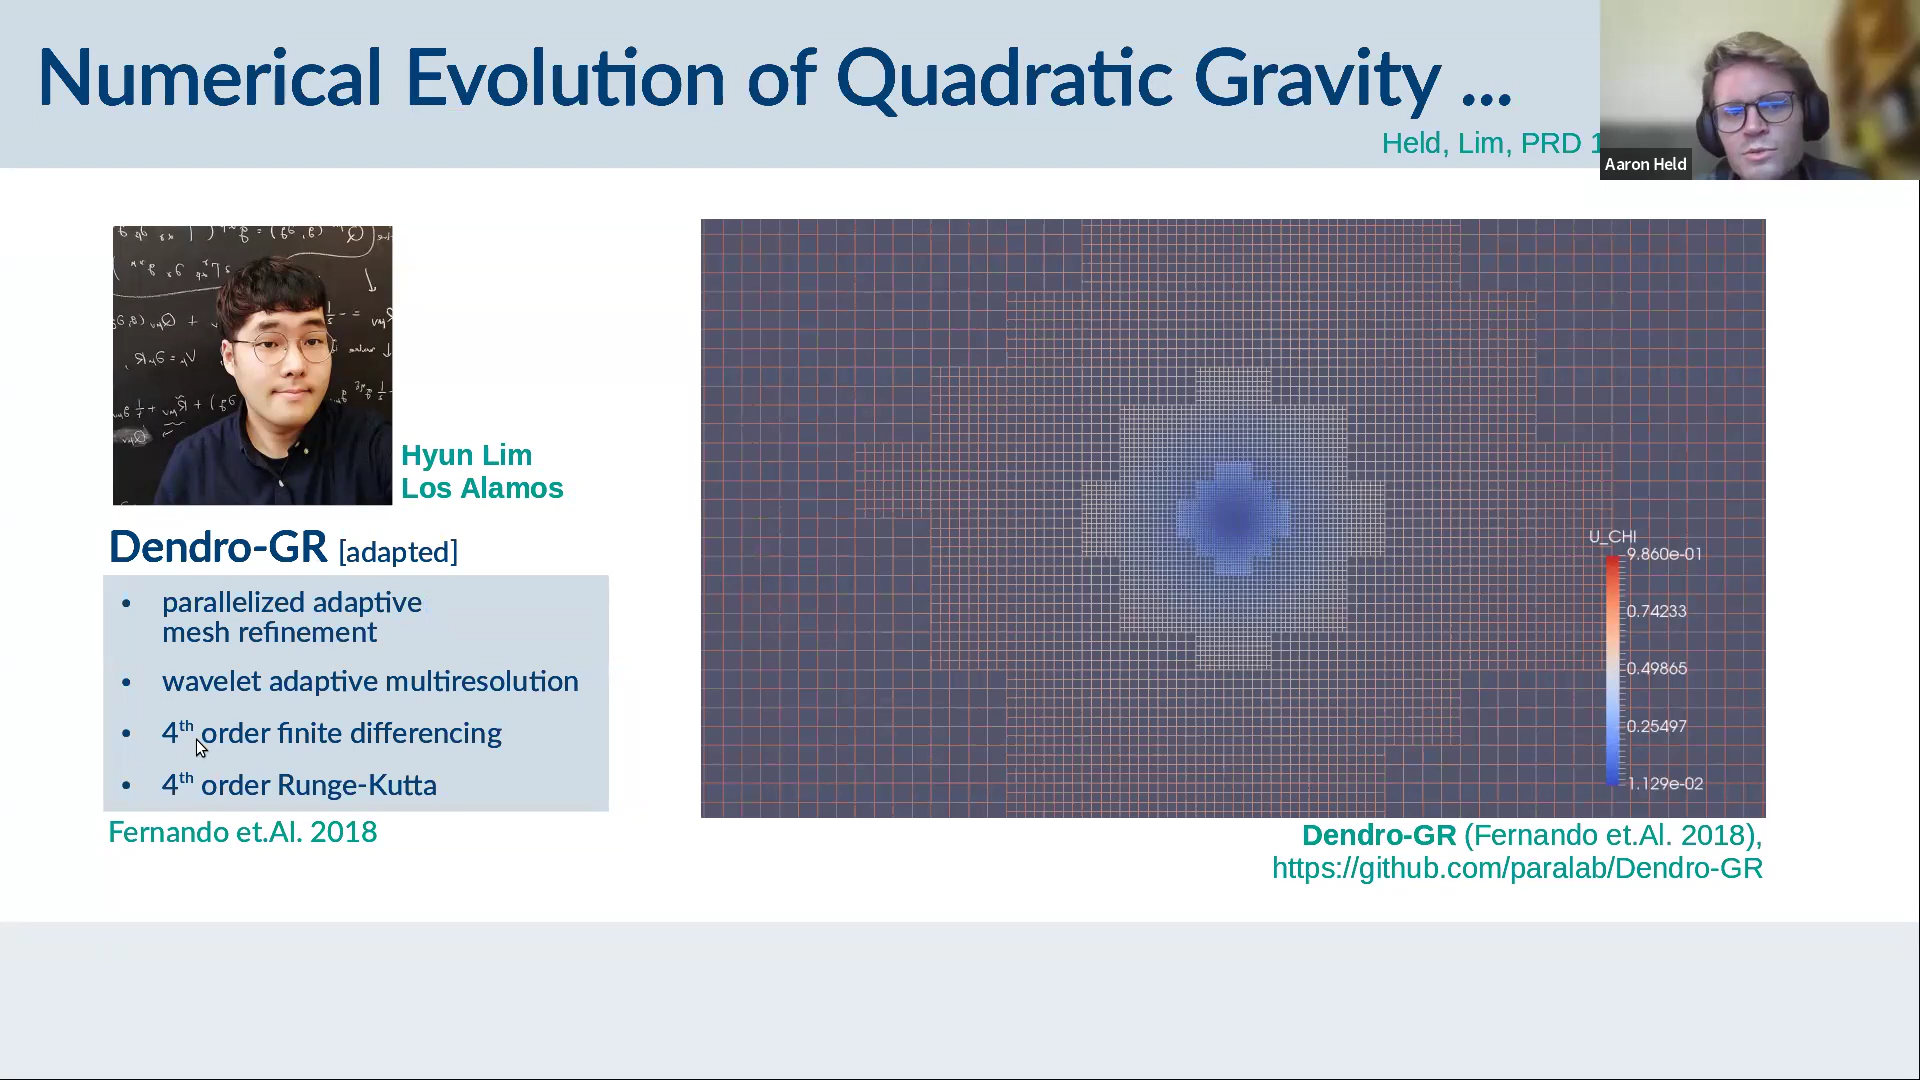 Numerical Evolution of Quadratic Gravity ...
Held, Lim, PRD 1
Aaron Held
Hyun Lim
Los Alamos
Dendro-GR [adapted]
• parallelized adaptive
mesh refinement
• wavelet adaptive multiresolution
• 4th order finite differencing
• 4th order Runge-Kutta
Fernando et.Al. 2018
U_CHI
9.860e-01
0.74233
0.49865
0.25497
1.129e-02
Dendro-GR (Fernando et.Al. 2018),
https://github.com/paralab/Dendro-GR